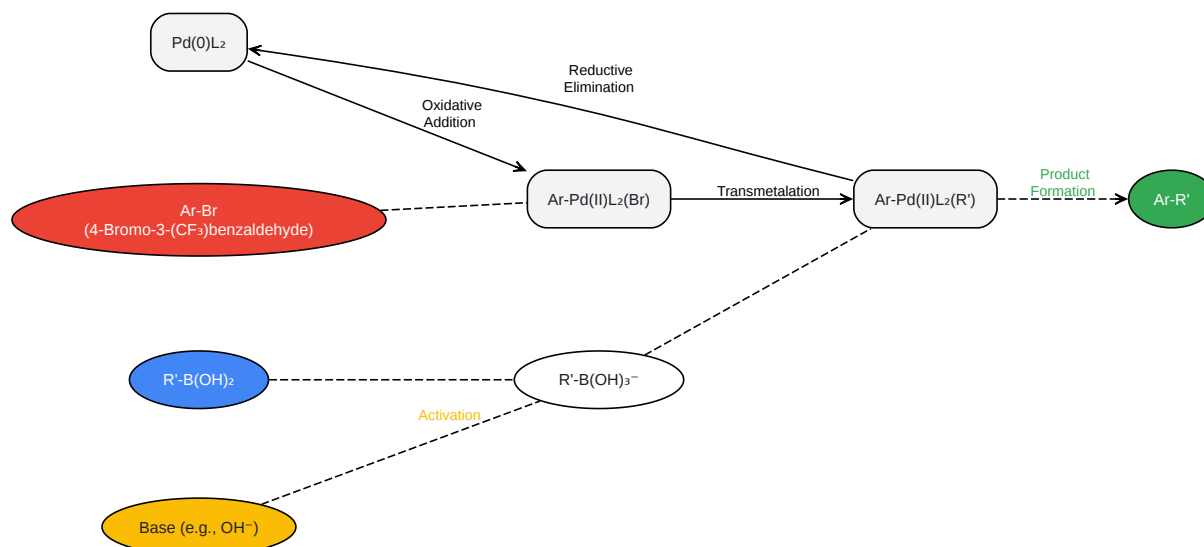 Pd(0)L₂
Reductive
Elimination
Oxidative
Addition
Ar-Br
(4-Bromo-3-(CF₃)benzaldehyde)
Ar-Pd(II)L₂(Br)
Transmetalation
Ar-Pd(II)L₂(R')
Product
Formation
Ar-R'
R'-B(OH)₂
R'-B(OH)₃⁻
Activation
Base (e.g., OH⁻)